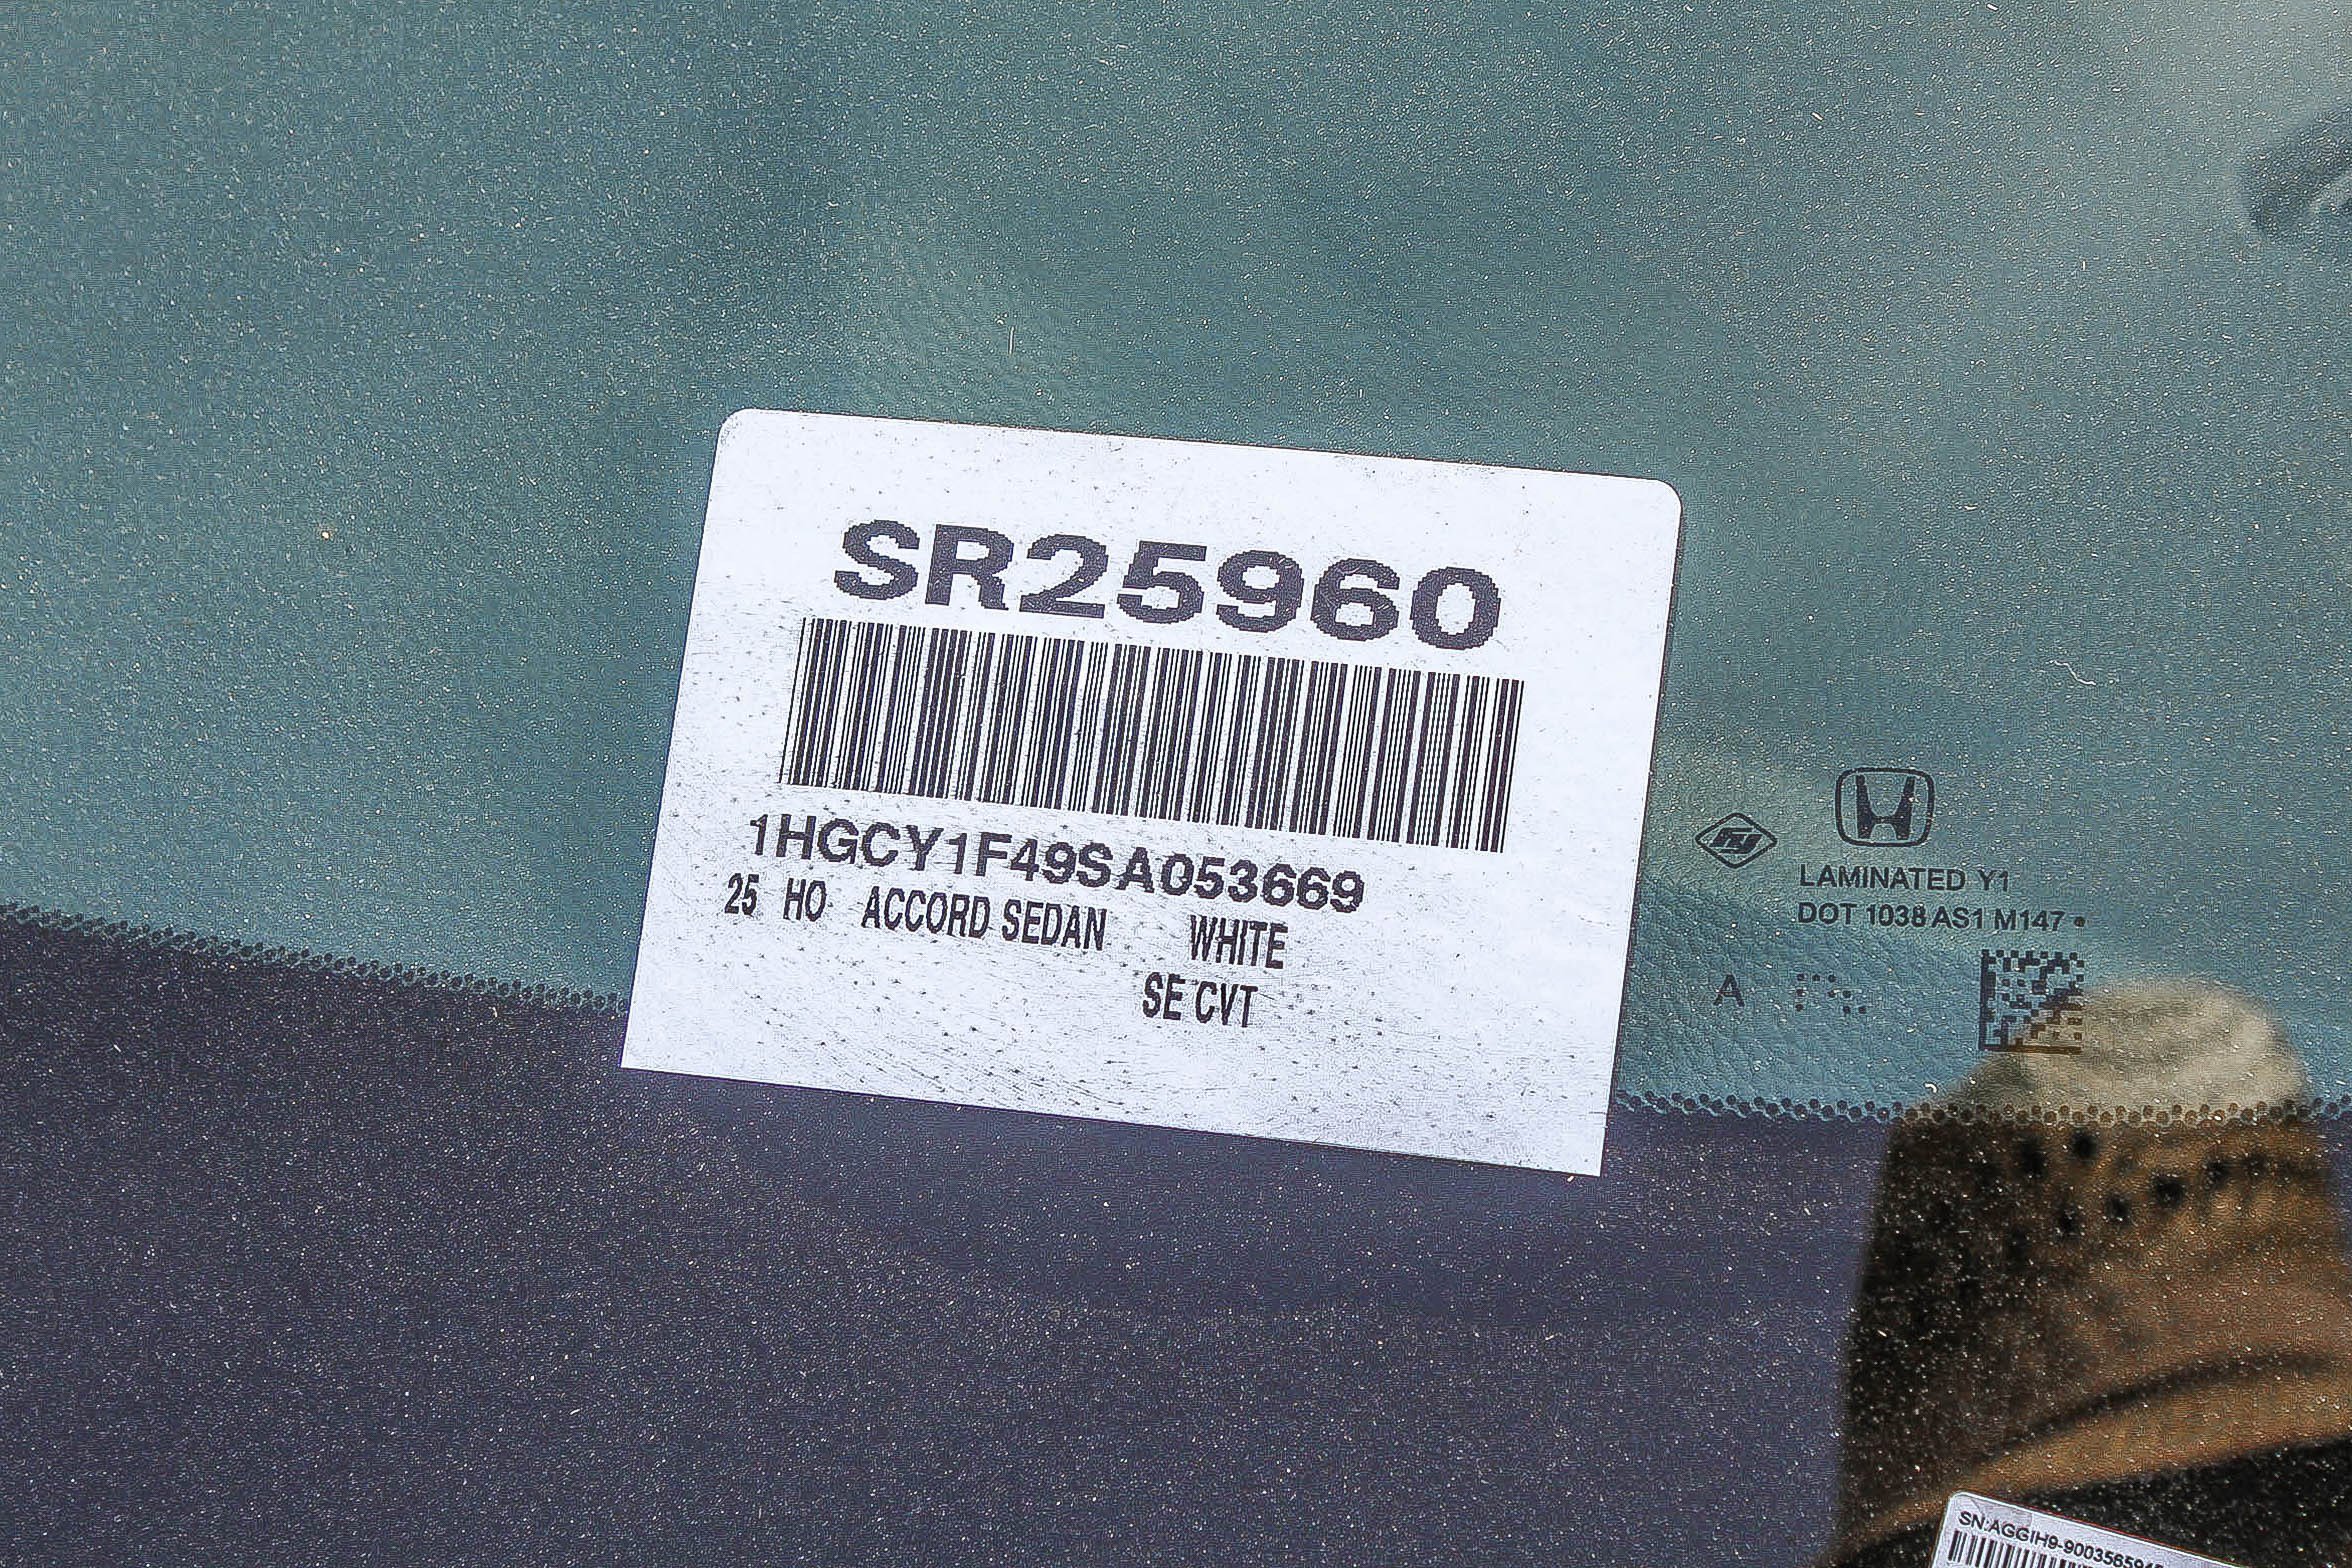 SR25960
1HGCY1F49SA053669
25 HO ACCORD SEDAN WHITE
SE CVT
LAMINATED Y1
DOT 1038 AS1 M147
A